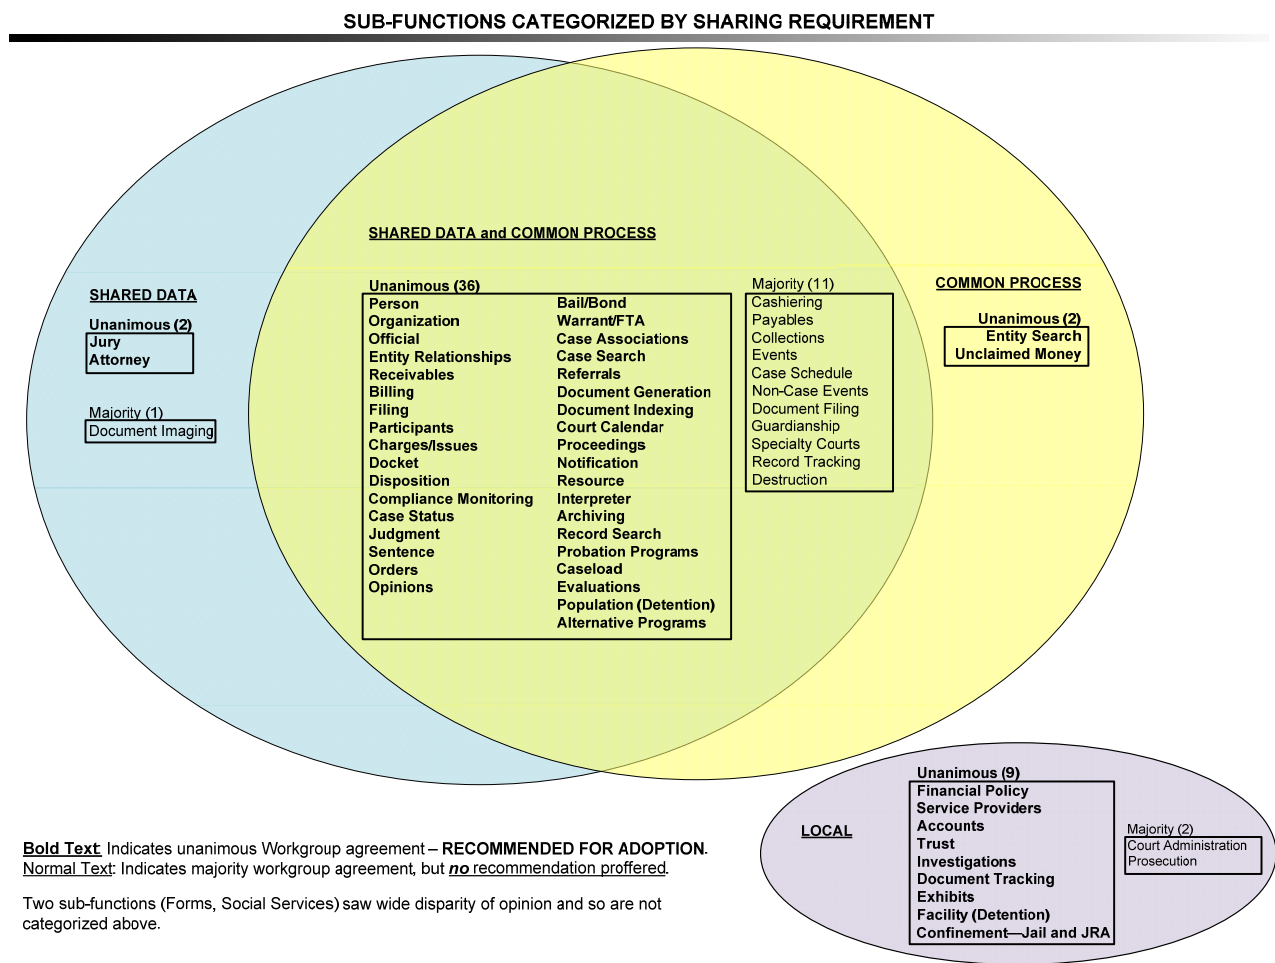 SUB-FUNCTIONS CATEGORIZED BY SHARING REQUIREMENT
SHARED DATA
Unanimous (2)
Jury
Attorney
Majority (1)
Document Imaging
SHARED DATA and COMMON PROCESS
Unanimous (36)
Person
Organization
Official
Entity Relationships
Receivables
Billing
Filing
Participants
Charges/Issues
Docket
Disposition
Compliance Monitoring
Case Status
Judgment
Sentence
Orders
Opinions
Bail/Bond
Warrant/FTA
Case Associations
Case Search
Referrals
Document Generation
Document Indexing
Court Calendar
Proceedings
Notification
Resource
Interpreter
Archiving
Record Search
Probation Programs
Caseload
Evaluations
Population (Detention)
Alternative Programs
Majority (11)
Cashiering
Payables
Collections
Events
Case Schedule
Non-Case Events
Document Filing
Guardianship
Specialty Courts
Record Tracking
Destruction
COMMON PROCESS
Unanimous (2)
Entity Search
Unclaimed Money
LOCAL
Unanimous (9)
Financial Policy
Service Providers
Accounts
Trust
Investigations
Document Tracking
Exhibits
Facility (Detention)
Confinement—Jail and JRA
Majority (2)
Court Administration
Prosecution
Bold Text: Indicates unanimous Workgroup agreement – RECOMMENDED FOR ADOPTION.
Normal Text: Indicates majority workgroup agreement, but no recommendation proffered.
Two sub-functions (Forms, Social Services) saw wide disparity of opinion and so are not
categorized above.